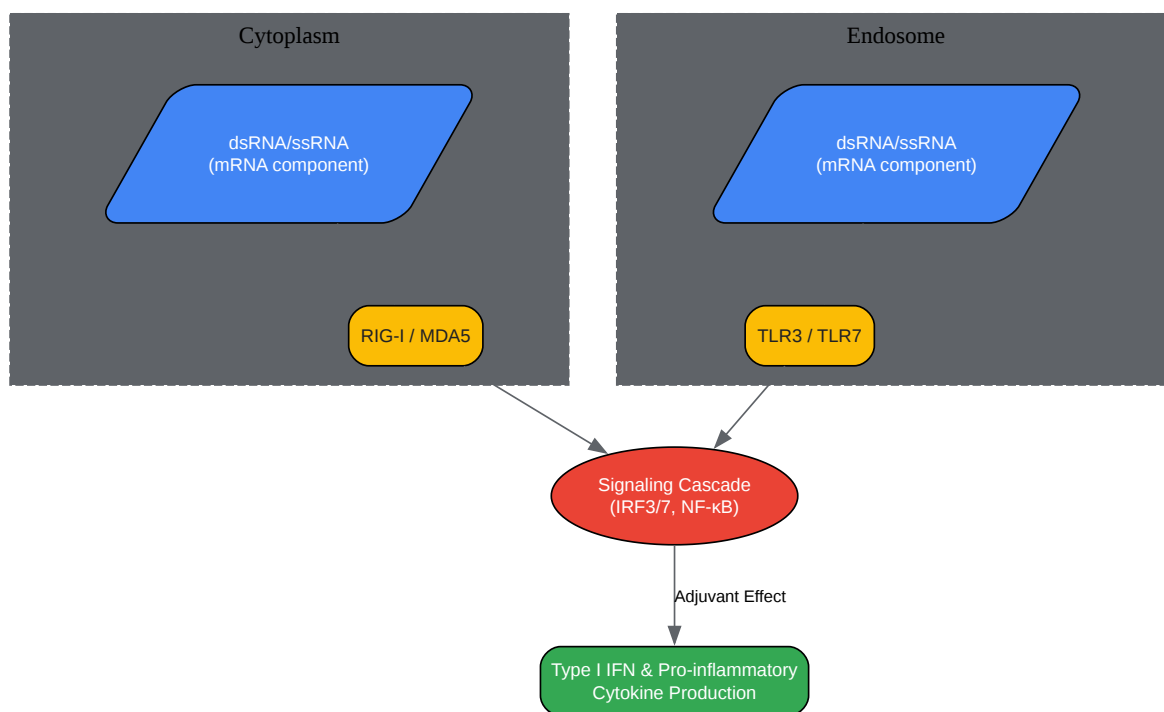 Cytoplasm
Endosome
dsRNA/ssRNA
(mRNA component)
dsRNA/ssRNA
(mRNA component)
RIG-I / MDA5
TLR3 / TLR7
Signaling Cascade
(IRF3/7, NF-κB)
Adjuvant Effect
Type I IFN & Pro-inflammatory
Cytokine Production